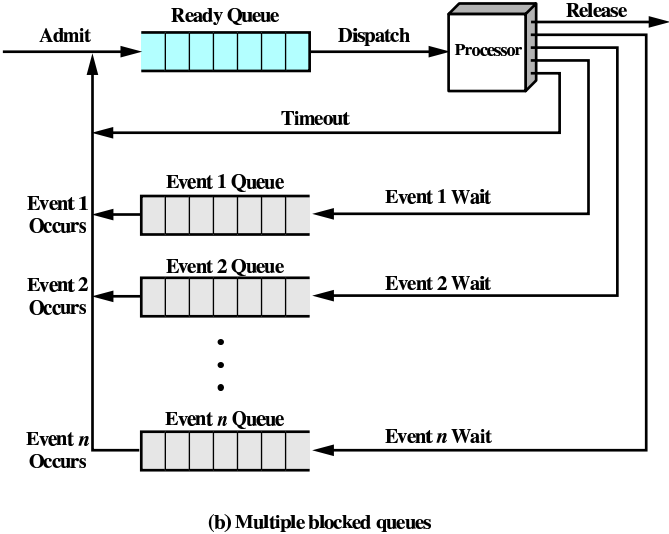 Ready Queue
Release
Admit
Dispatch
Processor
Timeout
Event 1 Queue
Event 1
Occurs
Event 1 Wait
Event 2 Queue
Event 2
Occurs
Event 2 Wait
Event n Queue
Event n
Occurs
Event n Wait
(b) Multiple blocked queues